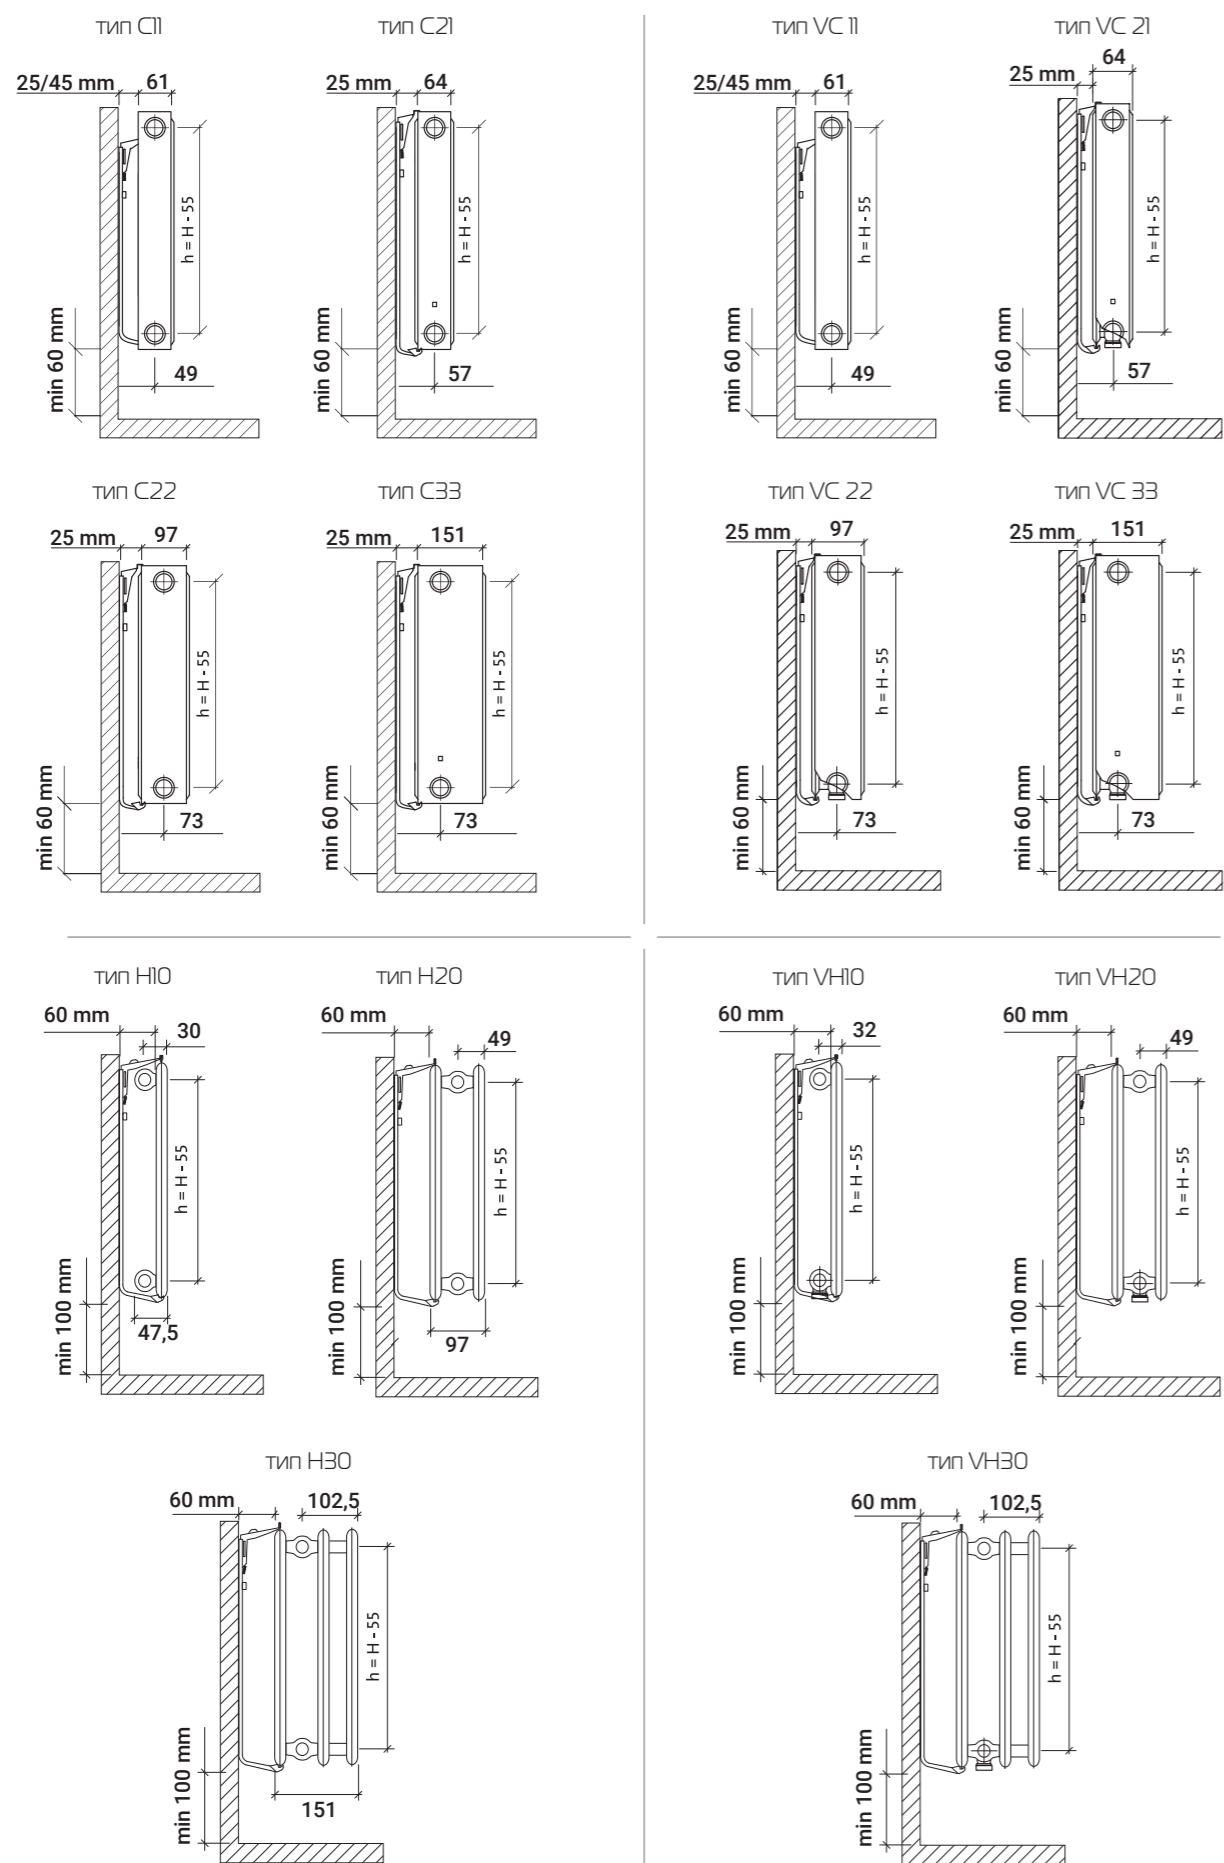 тип C11
25/45 mm 61
h = H - 55
min 60 mm
49
тип C21
25 mm 64
h = H - 55
min 60 mm
57
тип VC 11
25/45 mm 61
h = H - 55
min 60 mm
49
тип VC 21
64
25 mm
h = H - 55
min 60 mm
57
тип C22
25 mm 97
h = H - 55
min 60 mm
73
тип C33
25 mm 151
h = H - 55
min 60 mm
73
тип VC 22
25 mm 97
h = H - 55
min 60 mm
73
тип VC 33
25 mm 151
h = H - 55
min 60 mm
73
тип H10
60 mm
30
h = H - 55
min 100 mm
47,5
тип H20
60 mm
49
h = H - 55
min 100 mm
97
тип VH10
60 mm
32
h = H - 55
min 100 mm
тип VH20
60 mm
49
h = H - 55
min 100 mm
тип H30
60 mm 102,5
h = H - 55
min 100 mm
151
тип VH30
60 mm 102,5
h = H - 55
min 100 mm